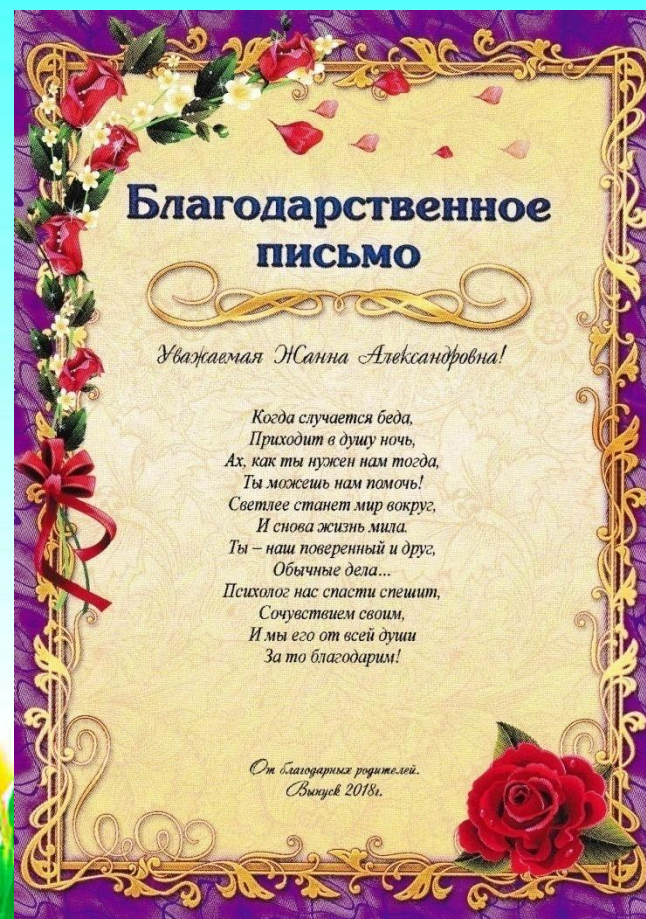 Благодарственное
письмо
Уважаемая Жанна Александровна!
Когда случается беда,
Приходит в душу ночь,
Ах, как ты нужен нам тогда,
Ты можешь нам помочь!
Светлее станет мир вокруг,
И снова жизнь мила.
Ты – наш поверенный и друг,
Обычные дела...
Психолог нас спасти спешит,
Сочувствием своим,
И мы его от всей души
За то благодарим!
От благодарных родителей.
Выпуск 2018г.